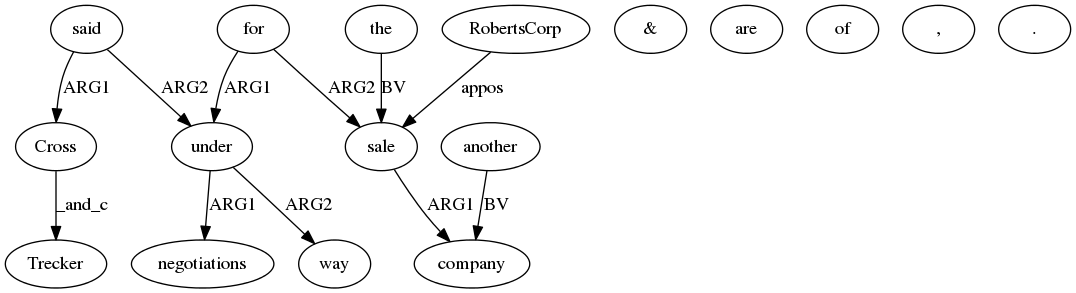 said for the RobertsCorp & are of , .
ARG1 ARG2 ARG1 ARG2 BV appos
Cross under sale another
_and_c ARG1 ARG2 ARG1 BV
Trecker negotiations way company